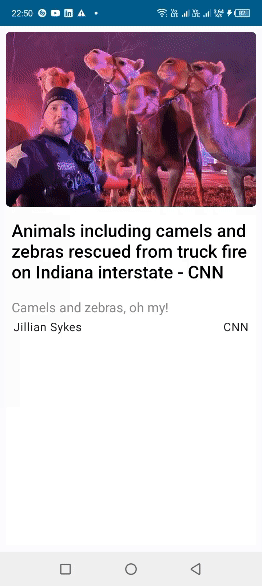 22:50
SHERIFF
Animals including camels and
zebras rescued from truck fire
on Indiana interstate - CNN
Camels and zebras, oh my!
Jillian Sykes
CNN